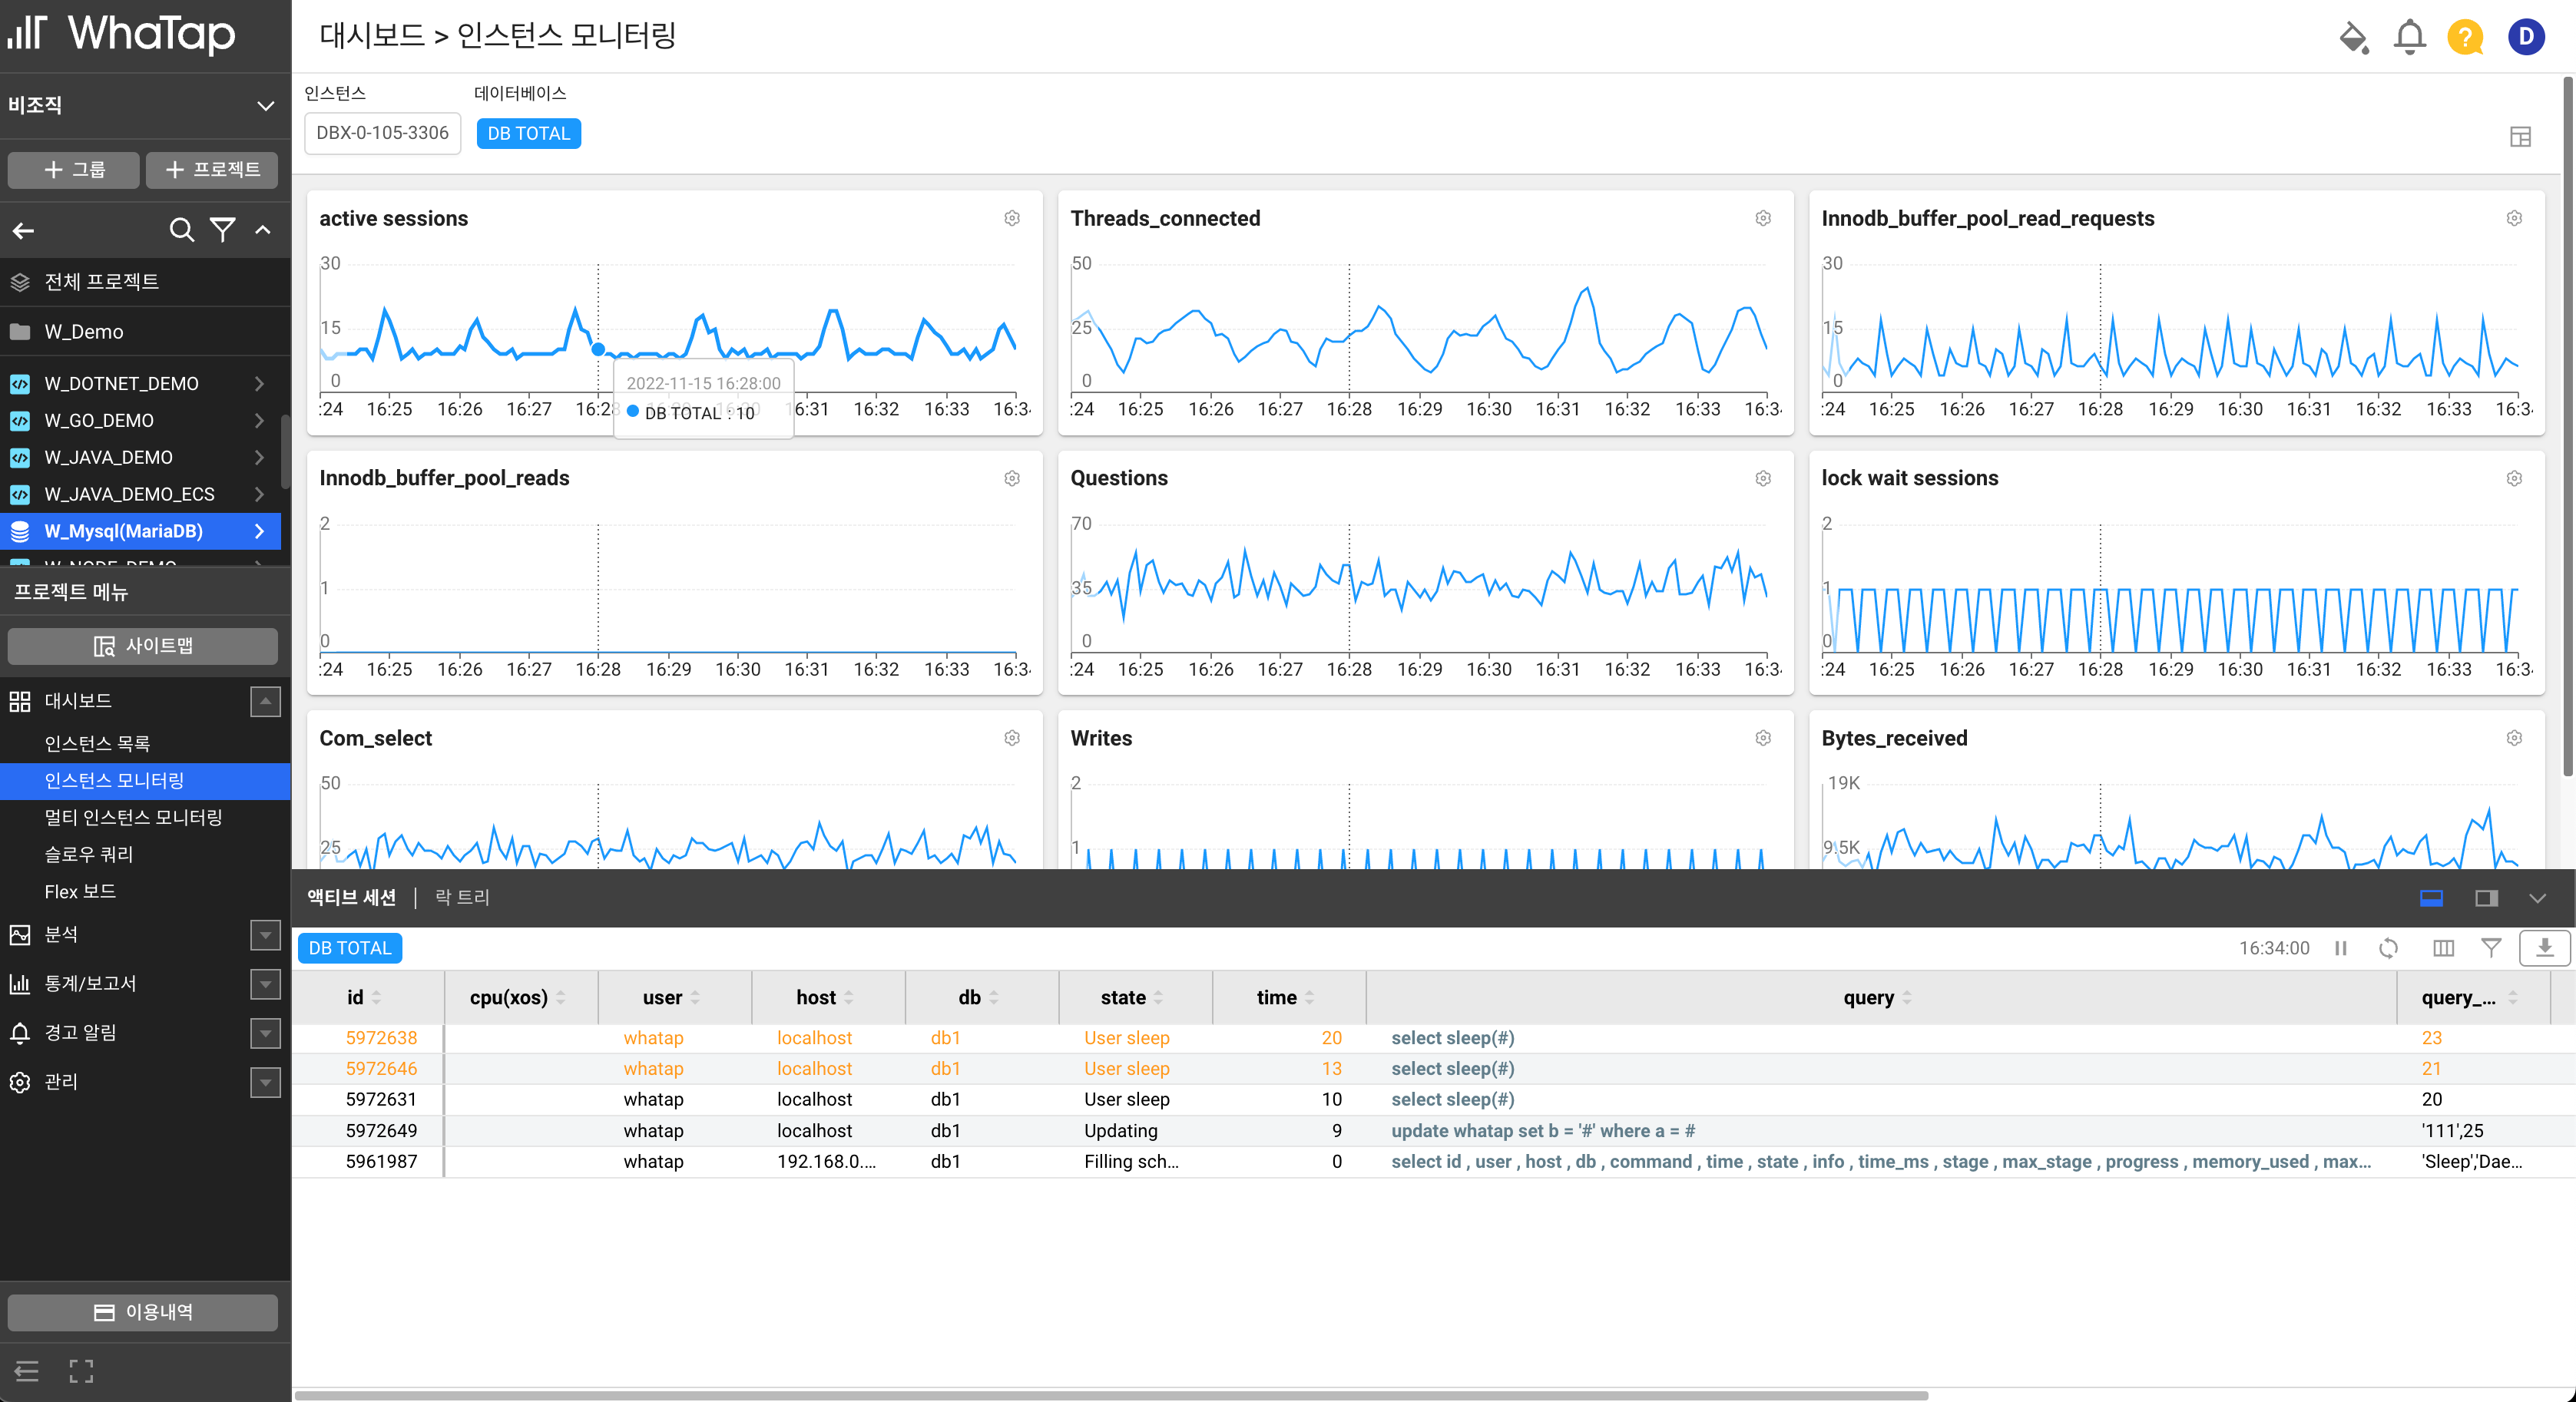 WhaTap
비조직
그룹
프로젝트
전체 프로젝트
W_Demo
W_DOTNET_DEMO
W_GO_DEMO
W_JAVA_DEMO
W_JAVA_DEMO_ECS
W_Mysql(MariaDB)
프로젝트 메뉴
사이트맵
대시보드
인스턴스 목록
인스턴스 모니터링
멀티 인스턴스 모니터링
슬로우 쿼리
Flex 보드
분석
통계/보고서
경고 알림
관리
이용내역
대시보드 > 인스턴스 모니터링
?
D
인스턴스
데이터베이스
DBX-0-105-3306
DB TOTAL
active sessions
30
15
0
:24 16:25 16:26 16:27 16:28 16:31 16:32 16:33 16:3
2022-11-15 16:28:00
DB TOTAL : 10
Threads_connected
50
25
0
:24 16:25 16:26 16:27 16:28 16:29 16:30 16:31 16:32 16:33 16:3
Innodb_buffer_pool_read_requests
30
15
0
:24 16:25 16:26 16:27 16:28 16:29 16:30 16:31 16:32 16:33 16:3
Innodb_buffer_pool_reads
2
1
0
:24 16:25 16:26 16:27 16:28 16:29 16:30 16:31 16:32 16:33 16:3
Questions
70
35
0
:24 16:25 16:26 16:27 16:28 16:29 16:30 16:31 16:32 16:33 16:3
lock wait sessions
2
1
0
:24 16:25 16:26 16:27 16:28 16:29 16:30 16:31 16:32 16:33 16:3
Com_select
50
25
Writes
2
1
Bytes_received
19K
9.5K
액티브 세션 | 락 트리
DB TOTAL
16:34:00
id cpu(xos) user host db state time query query_...
5972638 whatap localhost db1 User sleep 20 select sleep(#) 23
5972646 whatap localhost db1 User sleep 13 select sleep(#) 21
5972631 whatap localhost db1 User sleep 10 select sleep(#) 20
5972649 whatap localhost db1 Updating 9 update whatap set b = '#' where a = # '111',25
5961987 whatap 192.168.0.... db1 Filling sch... 0 select id , user , host , db , command , time , state , info , time_ms , stage , max_stage , progress , memory_used , max... 'Sleep','Dae...